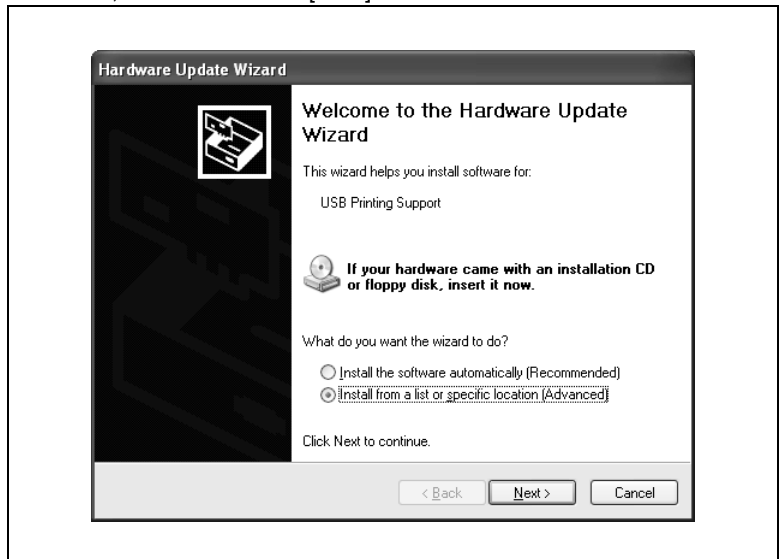 Hardware Update Wizard
Welcome to the Hardware Update
Wizard
This wizard helps you install software for:
USB Printing Support
If your hardware came with an installation CD
or floppy disk, insert it now.
What do you want the wizard to do?
Install the software automatically (Recommended)
Install from a list or specific location (Advanced)
Click Next to continue.
< Back Next > Cancel